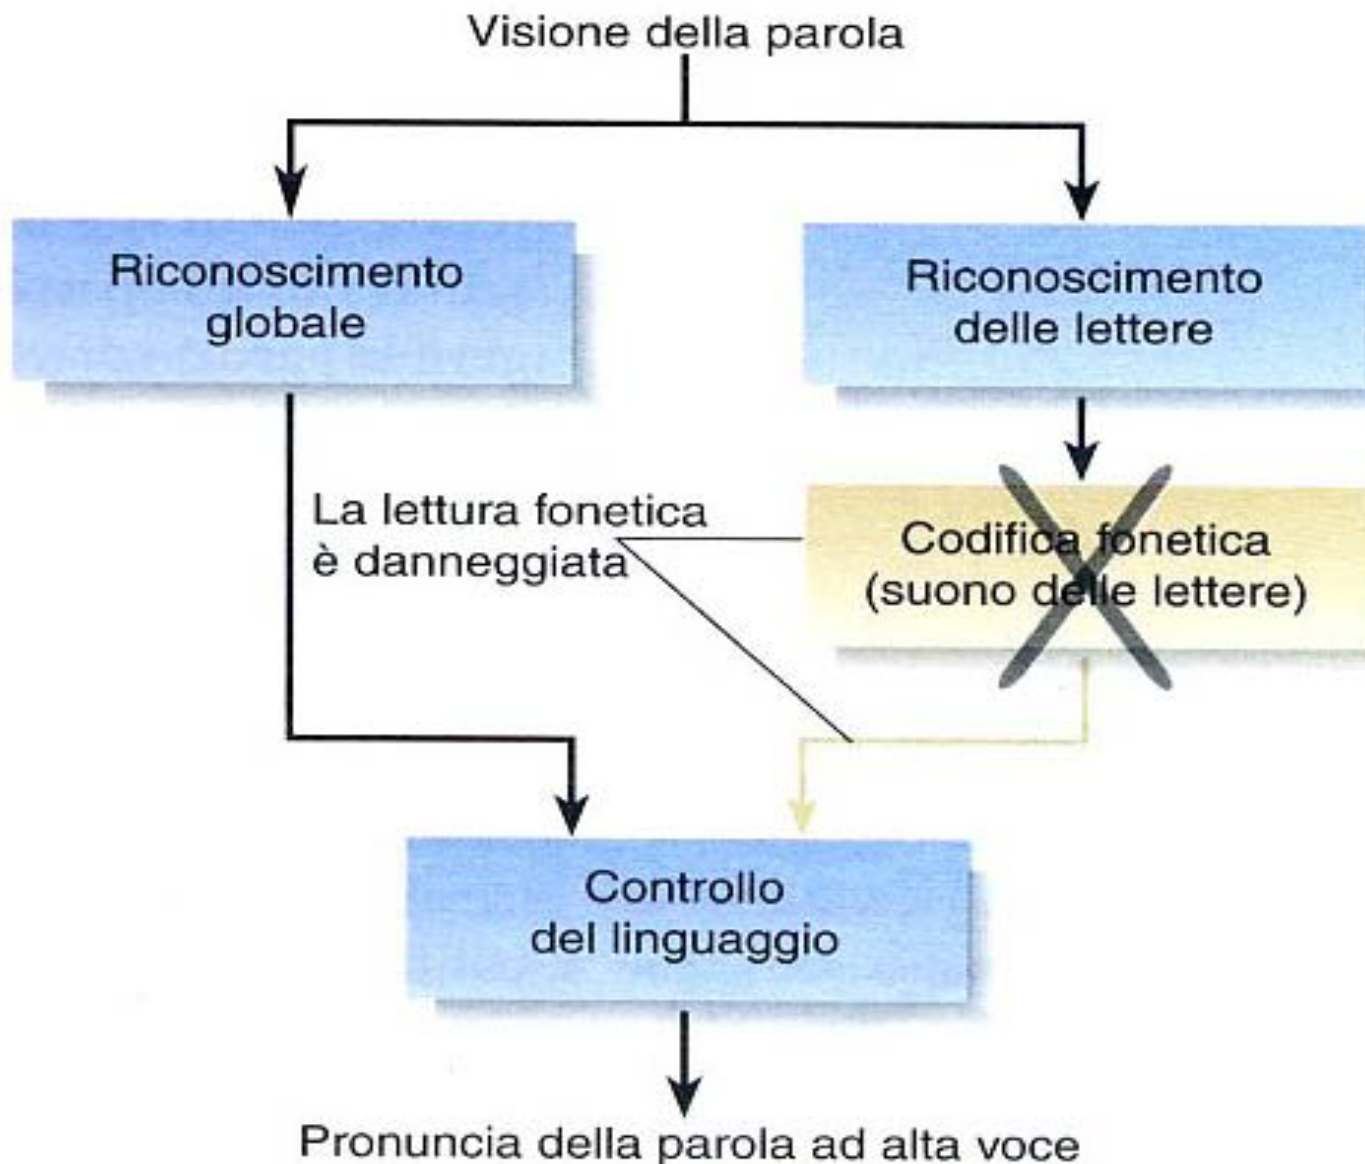 Visione della parola
Riconoscimento
globale
Riconoscimento
delle lettere
La lettura fonetica
è danneggiata
Codifica fonetica
(suono delle lettere)
Controllo
del linguaggio
Pronuncia della parola ad alta voce